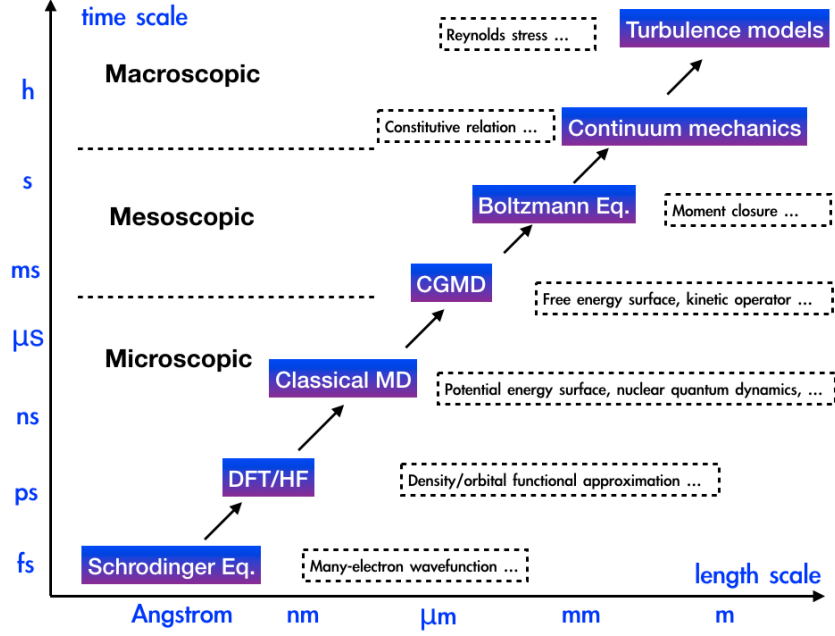 time scale
Reynolds stress ...
Turbulence models
Macroscopic
h
Constitutive relation ...
Continuum mechanics
s
Mesoscopic
Boltzmann Eq.
Moment closure ...
ms
CGMD
Free energy surface, kinetic operator ...
μs
Microscopic
Classical MD
Potential energy surface, nuclear quantum dynamics, ...
ns
DFT/HF
Density/orbital functional approximation ...
ps
fs
Schrodinger Eq.
Many-electron wavefunction ...
length scale
Angstrom nm μm mm m